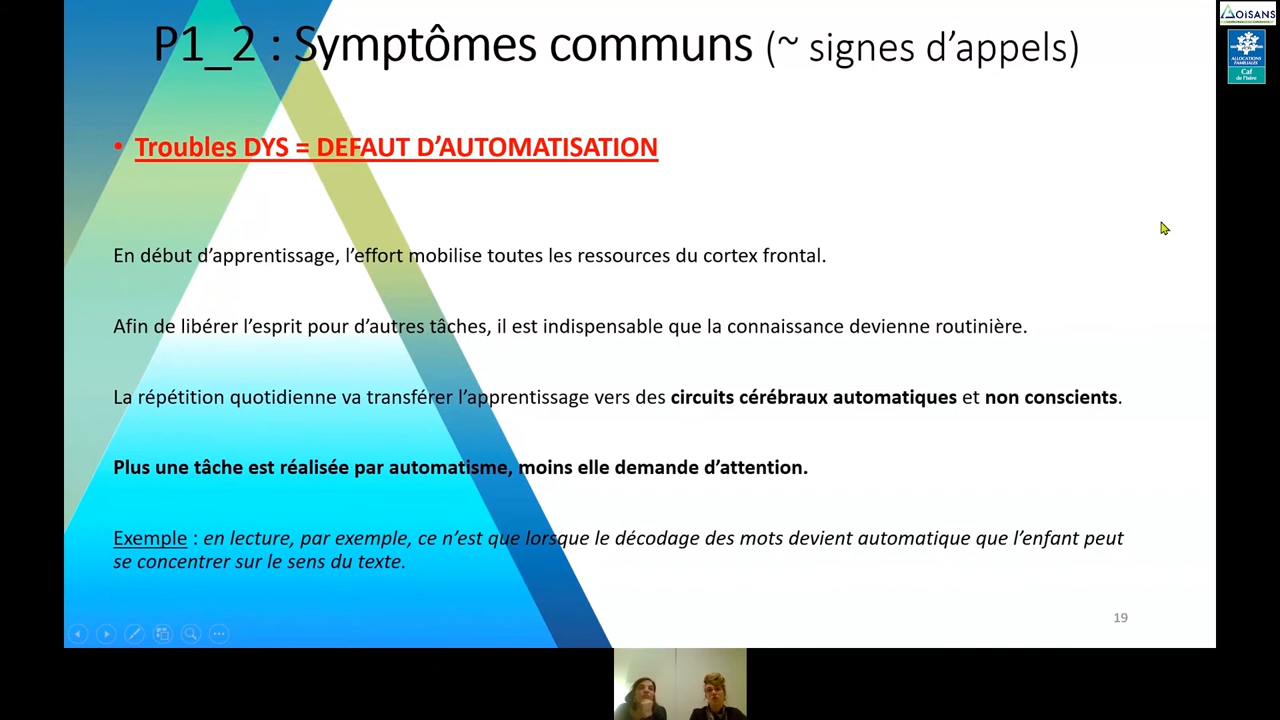 P1_2 : Symptômes communs (~ signes d’appels)
• Troubles DYS = DEFAUT D’AUTOMATISATION
En début d’apprentissage, l’effort mobilise toutes les ressources du cortex frontal.
Afin de libérer l’esprit pour d’autres tâches, il est indispensable que la connaissance devienne routinière.
La répétition quotidienne va transférer l’apprentissage vers des circuits cérébraux automatiques et non conscients.
Plus une tâche est réalisée par automatisme, moins elle demande d’attention.
Exemple : en lecture, par exemple, ce n’est que lorsque le décodage des mots devient automatique que l’enfant peut
se concentrer sur le sens du texte.
19
OISANS
ALLOCATIONS
FAMILIALES
Caf
de l’Isère